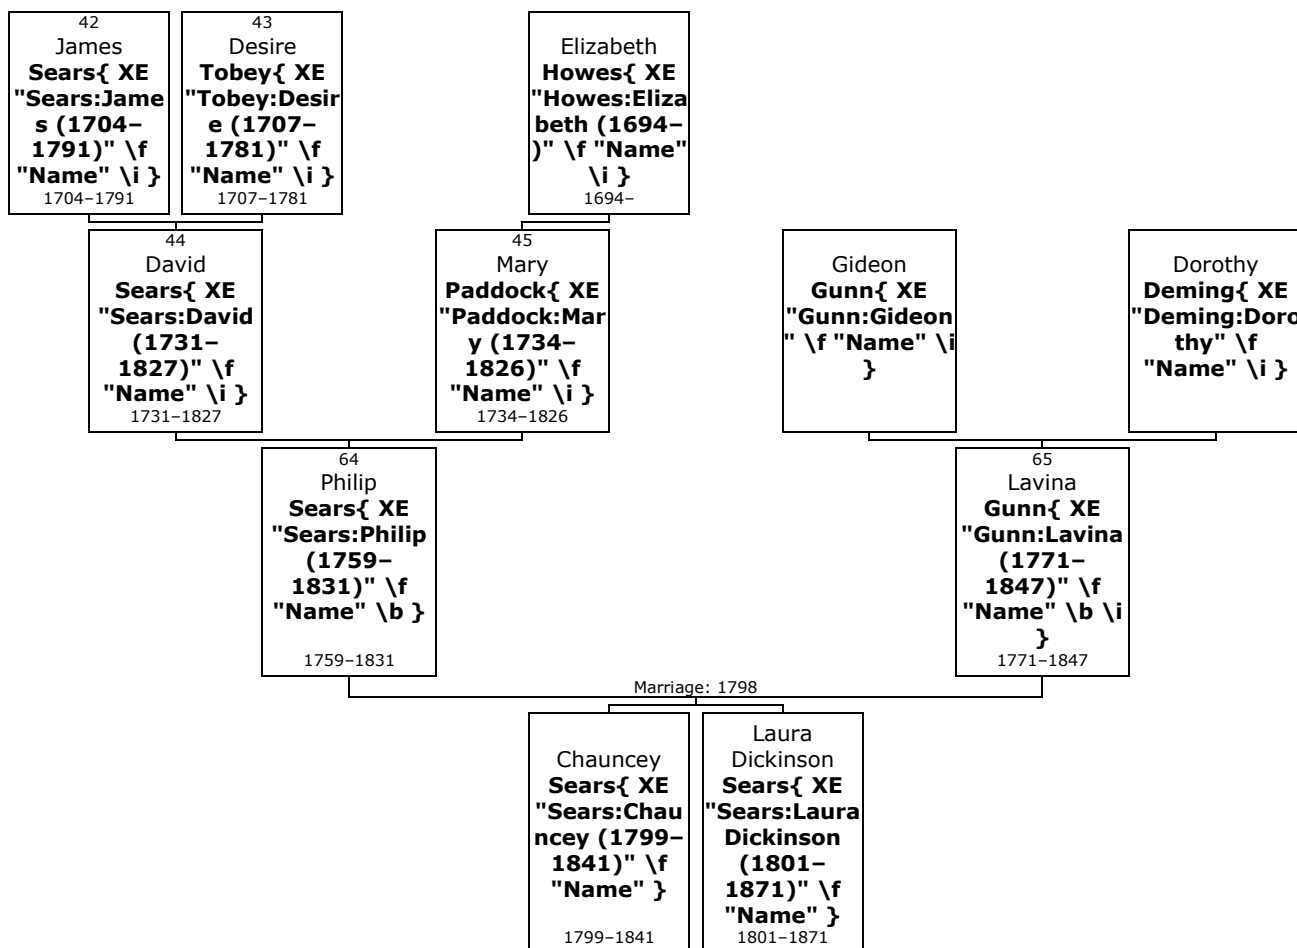 42
James
Sears{ XE
"Sears:Jame
s (1704–
1791)" \f
"Name" \i }
1704–1791
43
Desire
Tobey{ XE
"Tobey:Desir
e (1707–
1781)" \f
"Name" \i }
1707–1781
Elizabeth
Howes{ XE
"Howes:Eliza
beth (1694–
)" \f "Name"
\i }
1694–
44
David
Sears{ XE
"Sears:David
(1731–
1827)" \f
"Name" \i }
1731–1827
45
Mary
Paddock{ XE
"Paddock:Mar
y (1734–
1826)" \f
"Name" \i }
1734–1826
Gideon
Gunn{ XE
"Gunn:Gideon
" \f "Name" \i
}
Dorothy
Deming{ XE
"Deming:Doro
thy" \f
"Name" \i }
64
Philip
Sears{ XE
"Sears:Philip
(1759–
1831)" \f
"Name" \b }
1759–1831
65
Lavina
Gunn{ XE
"Gunn:Lavina
(1771–
1847)" \f
"Name" \b \i
}
1771–1847
Marriage: 1798
Chauncey
Sears{ XE
"Sears:Chau
ncey (1799–
1841)" \f
"Name" }
1799–1841
Laura
Dickinson
Sears{ XE
"Sears:Laura
Dickinson
(1801–
1871)" \f
"Name" }
1801–1871